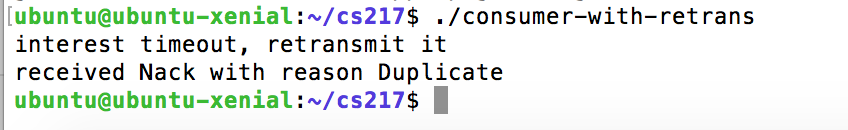 ubuntu@ubuntu-xenial:~/cs217$ ./consumer-with-retrans
interest timeout, retransmit it
received Nack with reason Duplicate
ubuntu@ubuntu-xenial:~/cs217$